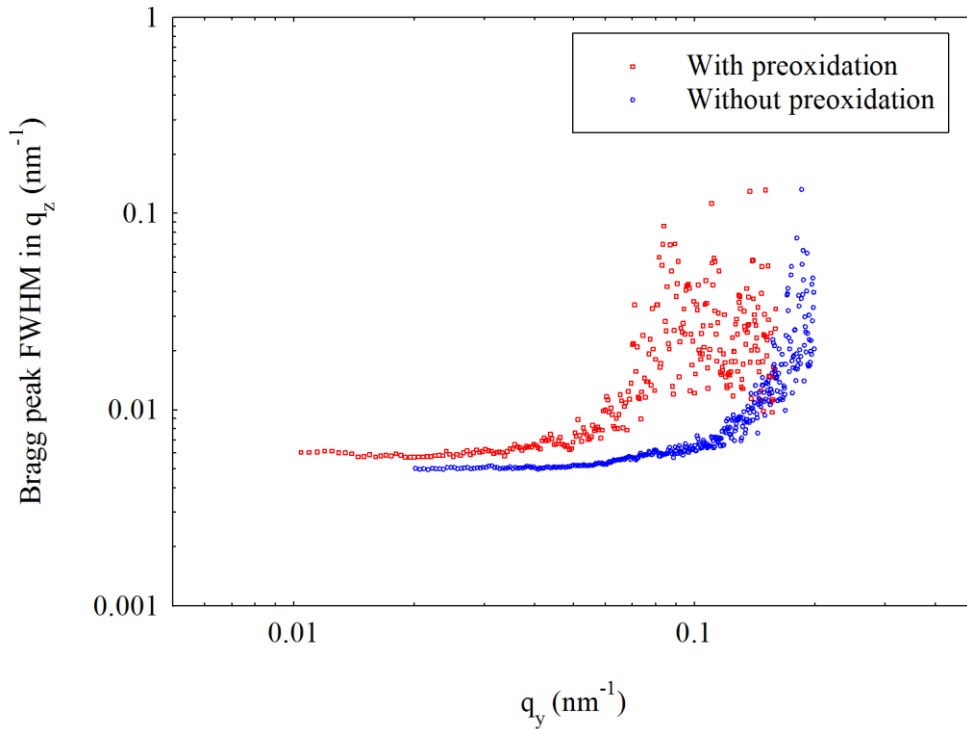 1
With preoxidation
Without preoxidation
0.1
Bragg peak FWHM in q_z (nm⁻¹)
0.01
0.001
0.01
0.1
q_y (nm⁻¹)